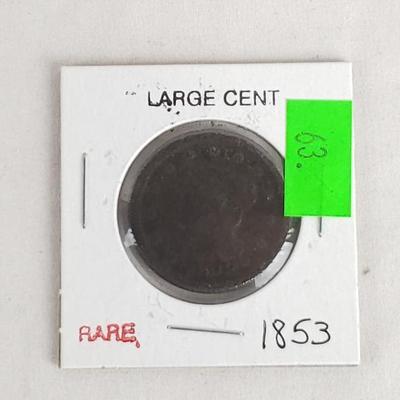 LARGE CENT
63.
RARE
1853